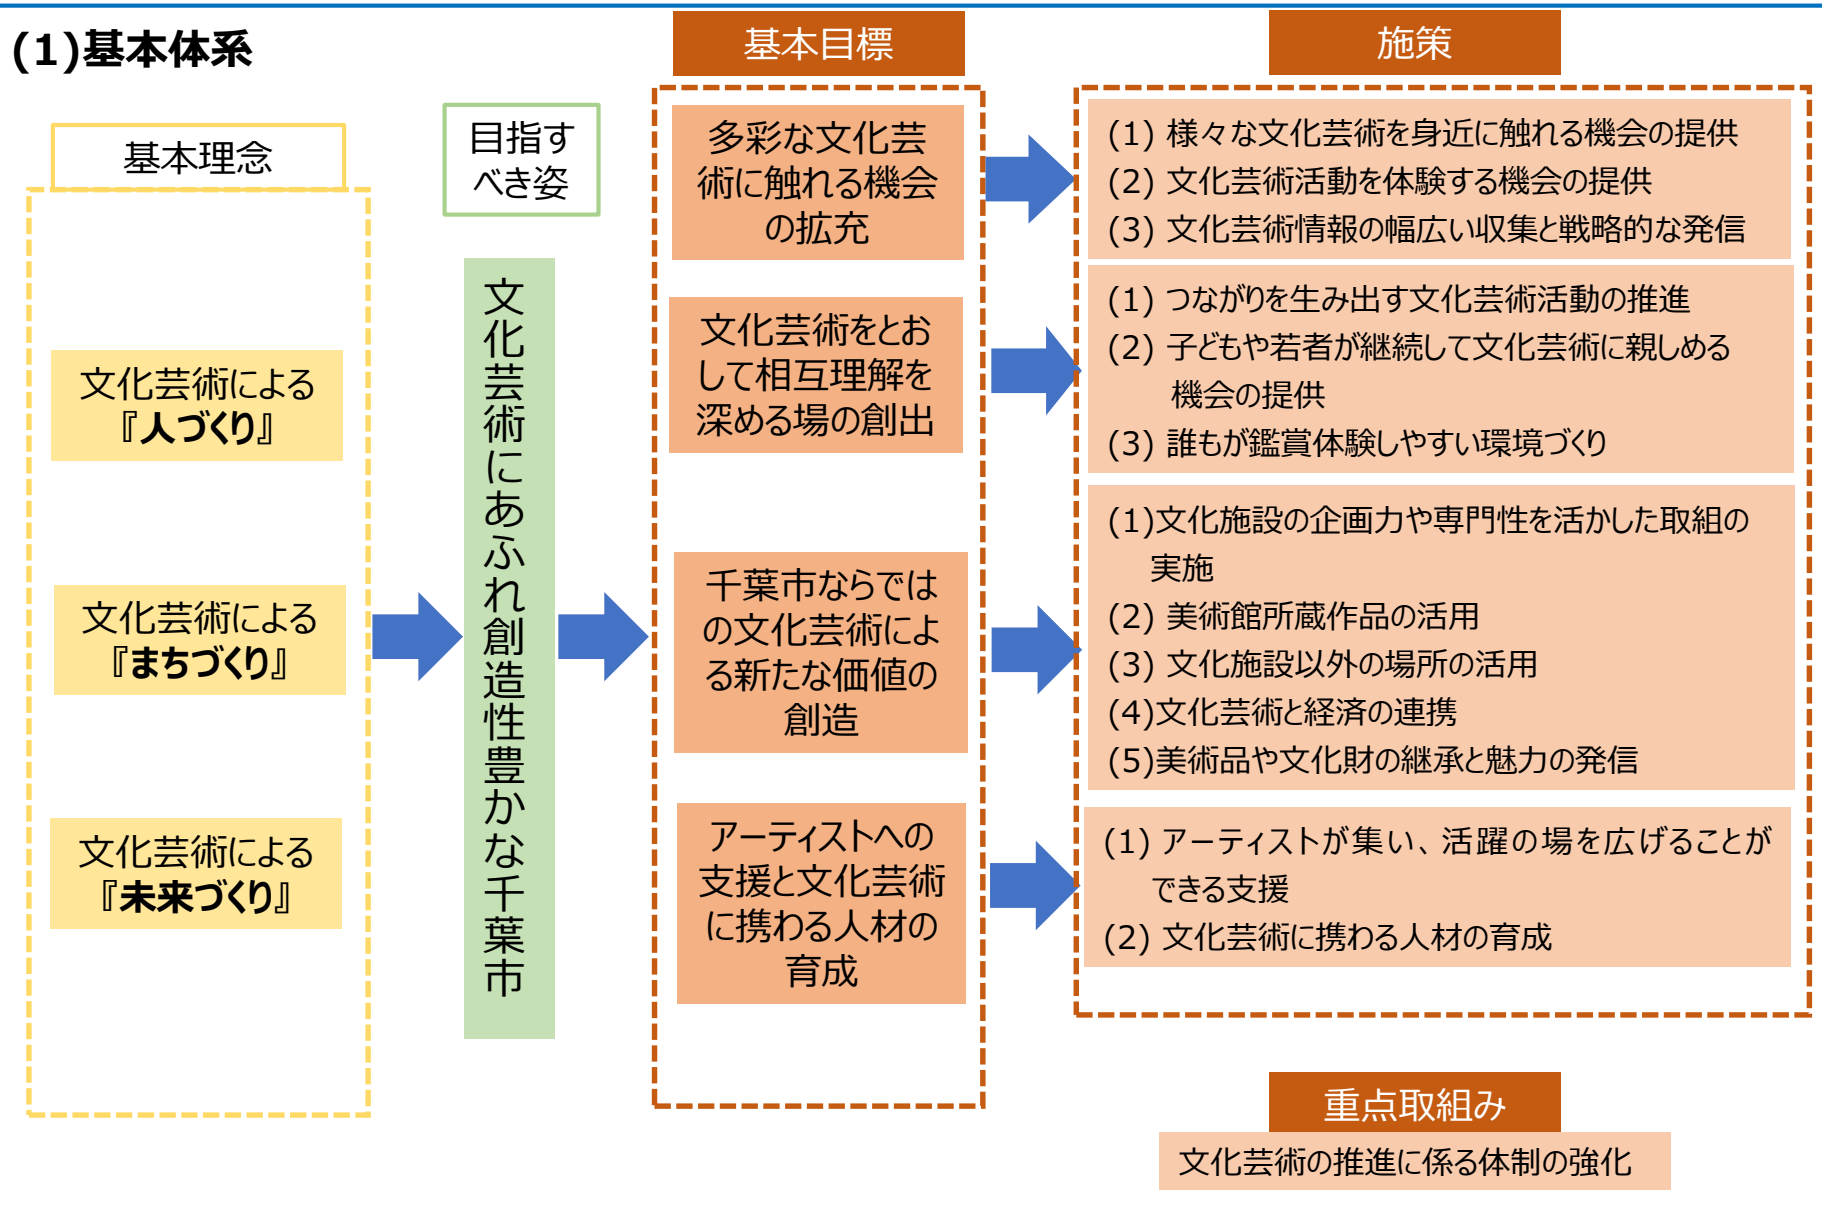 (1)基本体系
基本理念
文化芸術による
『人づくり』
文化芸術による
『まちづくり』
文化芸術による
『未来づくり』
目指す
べき姿
文化芸術にあふれ創造性豊かな千葉市
基本目標
多彩な文化芸
術に触れる機会
の拡充
文化芸術をとお
して相互理解を
深める場の創出
千葉市ならでは
の文化芸術によ
る新たな価値の
創造
アーティストへの
支援と文化芸術
に携わる人材の
育成
施策
(1) 様々な文化芸術を身近に触れる機会の提供
(2) 文化芸術活動を体験する機会の提供
(3) 文化芸術情報の幅広い収集と戦略的な発信
(1) つながりを生み出す文化芸術活動の推進
(2) 子どもや若者が継続して文化芸術に親しめる
機会の提供
(3) 誰もが鑑賞体験しやすい環境づくり
(1)文化施設の企画力や専門性を活かした取組の
実施
(2) 美術館所蔵作品の活用
(3) 文化施設以外の場所の活用
(4)文化芸術と経済の連携
(5)美術品や文化財の継承と魅力の発信
(1) アーティストが集い、活躍の場を広げることが
できる支援
(2) 文化芸術に携わる人材の育成
重点取組み
文化芸術の推進に係る体制の強化